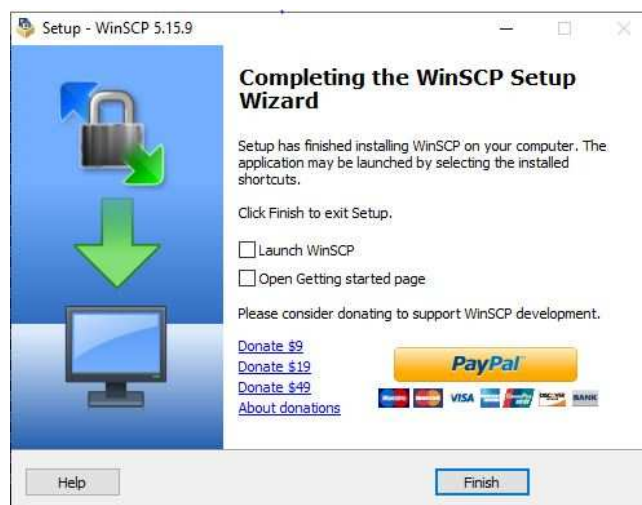 Setup - WinSCP 5.15.9
Completing the WinSCP Setup
Wizard
Setup has finished installing WinSCP on your computer. The
application may be launched by selecting the installed
shortcuts.
Click Finish to exit Setup.
Launch WinSCP
Open Getting started page
Please consider donating to support WinSCP development.
Donate $9
Donate $19
Donate $49
About donations
PayPal
VISA
BANK
Help
Finish